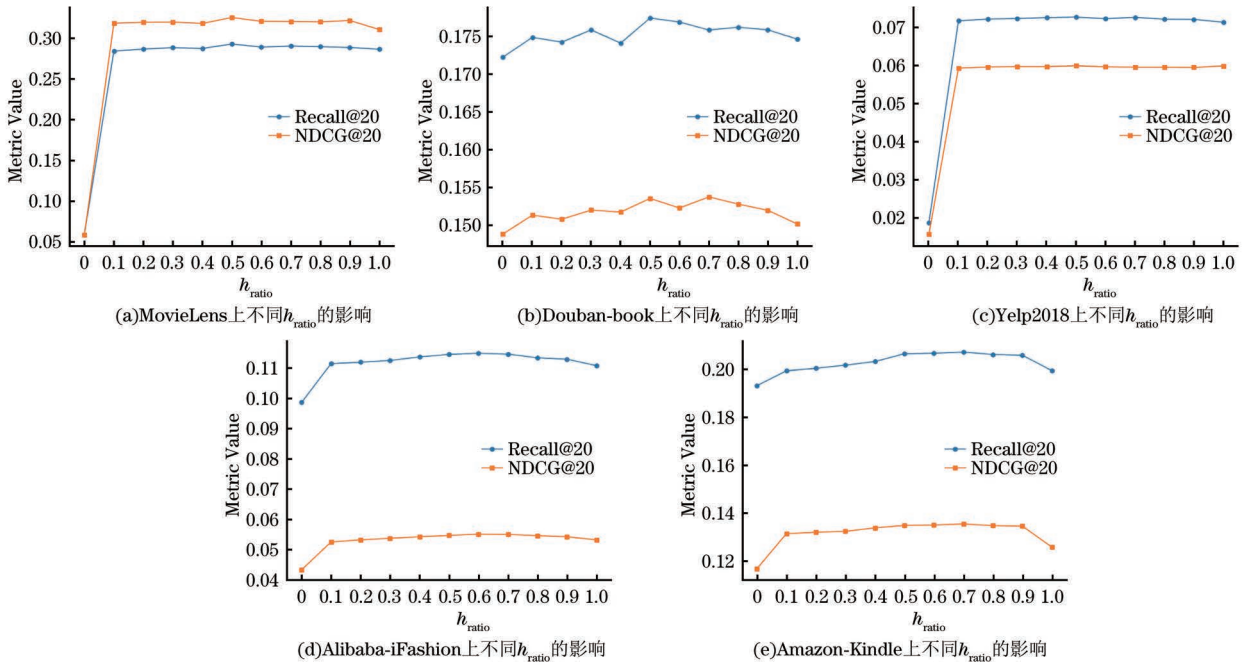 0.30
0.25
0.20
0.15
0.10
0.05
Metric Value
Recall@20
NDCG@20
0 0.1 0.2 0.3 0.4 0.5 0.6 0.7 0.8 0.9 1.0
h_ratio
(a)MovieLens上不同h_ratio的影响
0.175
0.170
0.165
0.160
0.155
0.150
Metric Value
Recall@20
NDCG@20
0 0.1 0.2 0.3 0.4 0.5 0.6 0.7 0.8 0.9 1.0
h_ratio
(b)Douban-book上不同h_ratio的影响
0.07
0.06
0.05
0.04
0.03
0.02
Metric Value
Recall@20
NDCG@20
0 0.1 0.2 0.3 0.4 0.5 0.6 0.7 0.8 0.9 1.0
h_ratio
(c)Yelp2018上不同h_ratio的影响
0.11
0.10
0.09
0.08
0.07
0.06
0.05
0.04
Metric Value
Recall@20
NDCG@20
0 0.1 0.2 0.3 0.4 0.5 0.6 0.7 0.8 0.9 1.0
h_ratio
(d)Alibaba-iFashion上不同h_ratio的影响
0.20
0.18
0.16
0.14
0.12
Metric Value
Recall@20
NDCG@20
0 0.1 0.2 0.3 0.4 0.5 0.6 0.7 0.8 0.9 1.0
h_ratio
(e)Amazon-Kindle上不同h_ratio的影响